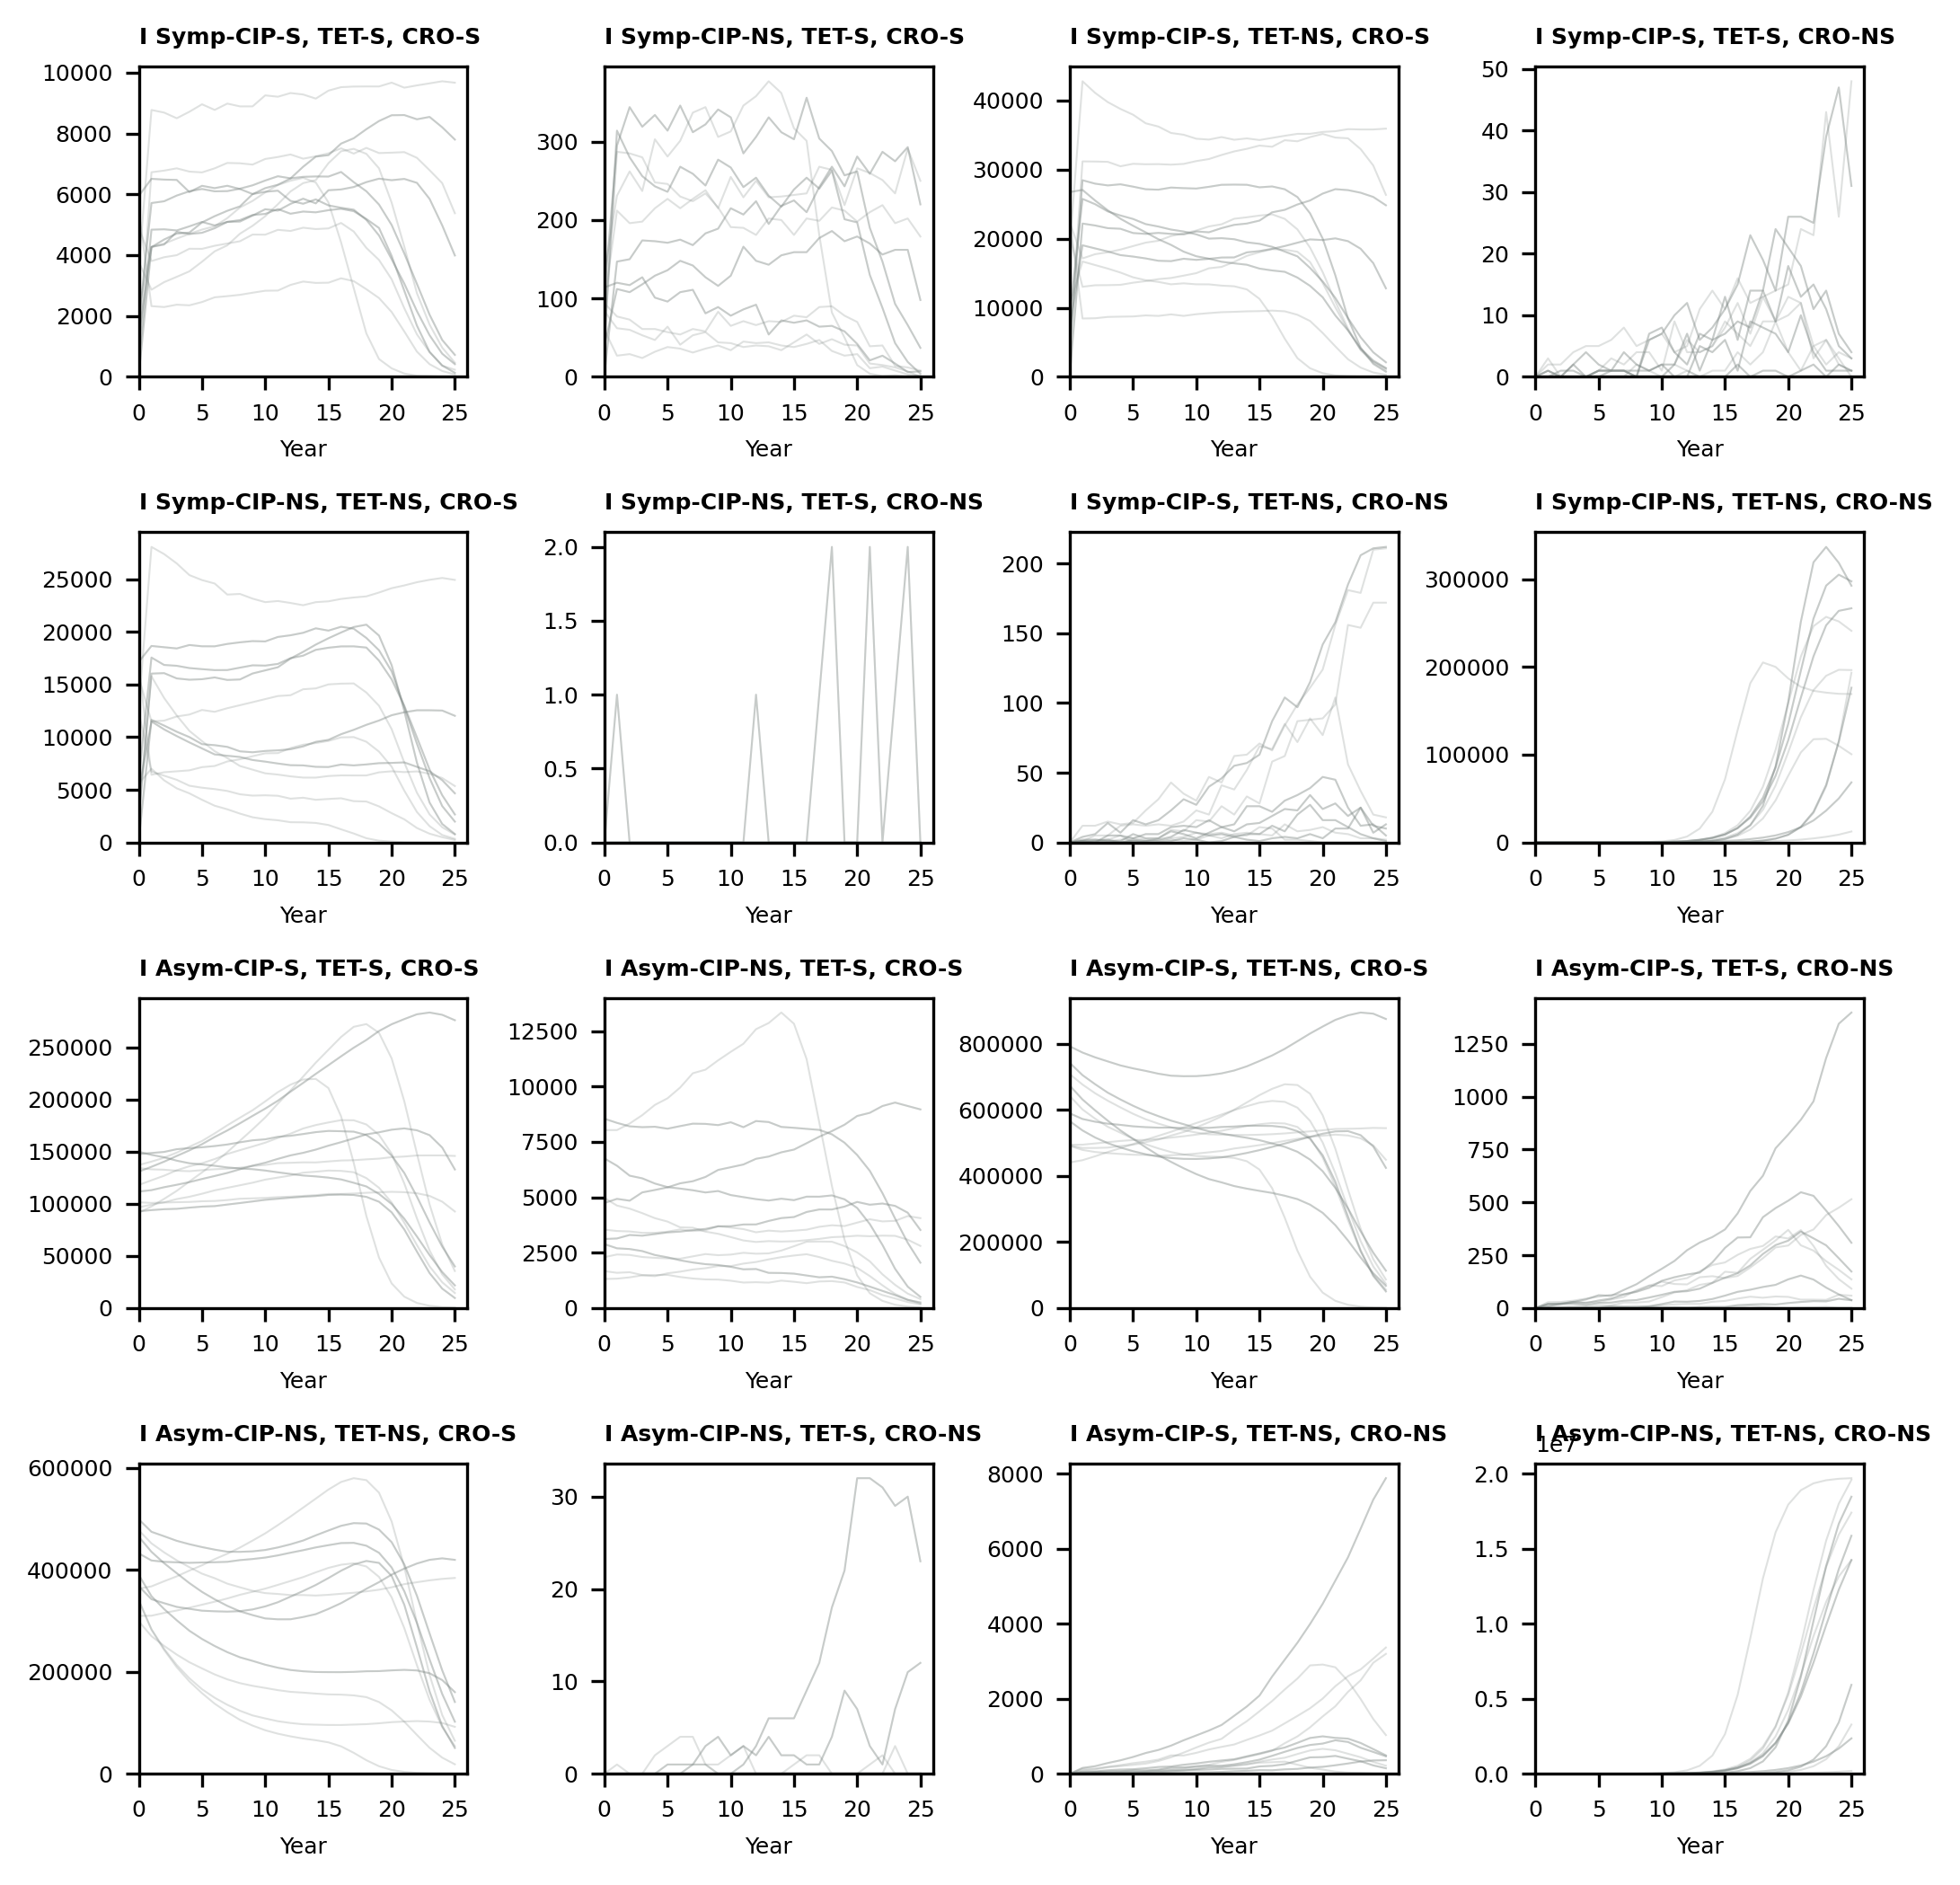 I Symp-CIP-S, TET-S, CRO-S
10000
8000
6000
4000
2000
0
0 5 10 15 20 25
Year
I Symp-CIP-NS, TET-S, CRO-S
300
200
100
0
0 5 10 15 20 25
Year
I Symp-CIP-S, TET-NS, CRO-S
40000
30000
20000
10000
0
0 5 10 15 20 25
Year
I Symp-CIP-S, TET-S, CRO-NS
50
40
30
20
10
0
0 5 10 15 20 25
Year
I Symp-CIP-NS, TET-NS, CRO-S
25000
20000
15000
10000
5000
0
0 5 10 15 20 25
Year
I Symp-CIP-NS, TET-S, CRO-NS
2.0
1.5
1.0
0.5
0.0
0 5 10 15 20 25
Year
I Symp-CIP-S, TET-NS, CRO-NS
200
150
100
50
0
0 5 10 15 20 25
Year
I Symp-CIP-NS, TET-NS, CRO-NS
300000
200000
100000
0
0 5 10 15 20 25
Year
I Asym-CIP-S, TET-S, CRO-S
250000
200000
150000
100000
50000
0
0 5 10 15 20 25
Year
I Asym-CIP-NS, TET-S, CRO-S
12500
10000
7500
5000
2500
0
0 5 10 15 20 25
Year
I Asym-CIP-S, TET-NS, CRO-S
800000
600000
400000
200000
0
0 5 10 15 20 25
Year
I Asym-CIP-S, TET-S, CRO-NS
1250
1000
750
500
250
0
0 5 10 15 20 25
Year
I Asym-CIP-NS, TET-NS, CRO-S
600000
400000
200000
0
0 5 10 15 20 25
Year
I Asym-CIP-NS, TET-S, CRO-NS
30
20
10
0
0 5 10 15 20 25
Year
I Asym-CIP-S, TET-NS, CRO-NS
8000
6000
4000
2000
0
0 5 10 15 20 25
Year
I Asym-CIP-NS, TET-NS, CRO-NS
1e7
2.0
1.5
1.0
0.5
0.0
0 5 10 15 20 25
Year